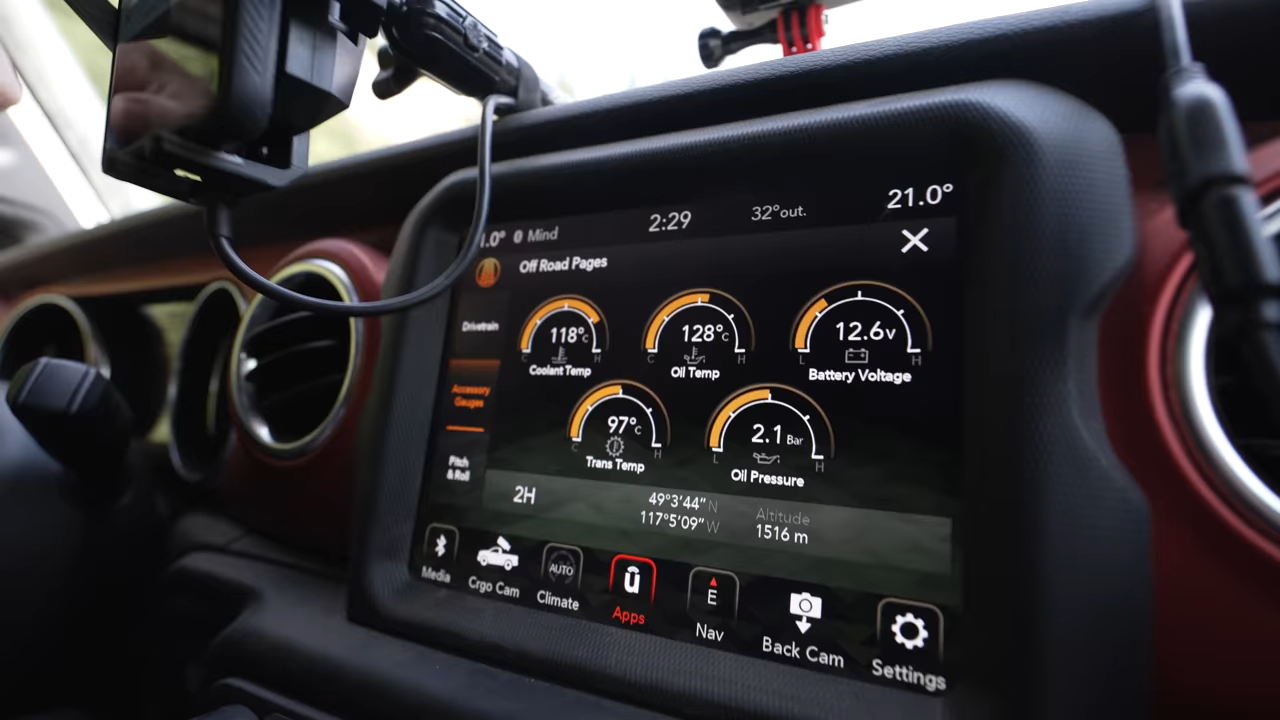 .0° Mind 2:29 32°out. 21.0°
Off Road Pages
Drivetrain
118°C
C H
Coolant Temp
128°C
C H
Oil Temp
12.6v
L H
Battery Voltage
Accessory
Gauges
97°C
C H
Trans Temp
2.1 Bar
L H
Oil Pressure
Pitch
& Roll
2H
49°3'44"N
117°5'09"W
Altitude
1516 m
Media
Crgo Cam
AUTO
Climate
û
Apps
E
Nav
Back Cam
Settings